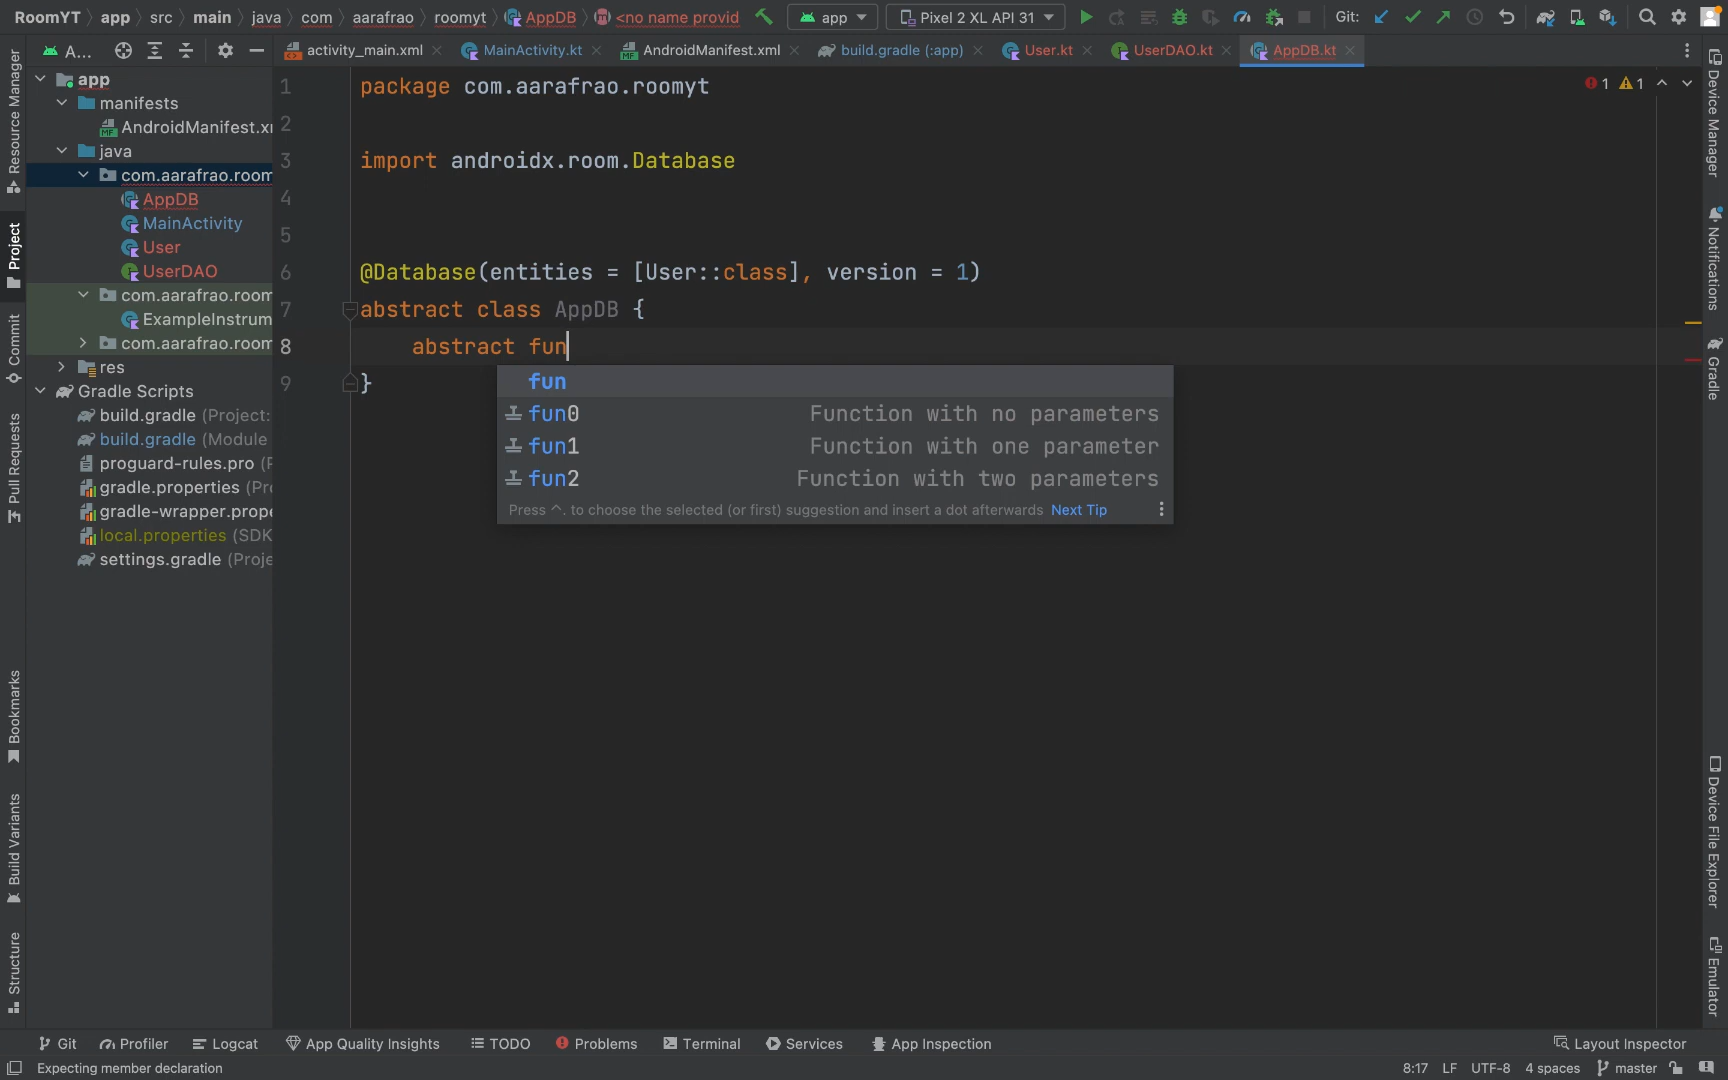 RoomYT app src main java com aarafrao roomyt AppDB <no name provid app Pixel 2 XL API 31 Git:
A... activity_main.xml MainActivity.kt AndroidManifest.xml build.gradle (:app) User.kt UserDAO.kt AppDB.kt
Resource Manager
Project
Commit
Pull Requests
Bookmarks
Build Variants
Structure
app
manifests
AndroidManifest.xm
java
com.aarafrao.room
AppDB
MainActivity
User
UserDAO
com.aarafrao.room
ExampleInstrum
com.aarafrao.room
res
Gradle Scripts
build.gradle (Project:
build.gradle (Module
proguard-rules.pro (P
gradle.properties (Pro
gradle-wrapper.prope
local.properties (SDK
settings.gradle (Proje
1 package com.aarafrao.roomyt
2
3 import androidx.room.Database
4
5
6 @Database(entities = [User::class], version = 1)
7 abstract class AppDB {
8 abstract fun
9 }
1 1
fun
fun0 Function with no parameters
fun1 Function with one parameter
fun2 Function with two parameters
Press ^. to choose the selected (or first) suggestion and insert a dot afterwards Next Tip
Device Manager
Notifications
Gradle
Device File Explorer
Emulator
Git Profiler Logcat App Quality Insights TODO Problems Terminal Services App Inspection Layout Inspector
Expecting member declaration 8:17 LF UTF-8 4 spaces master